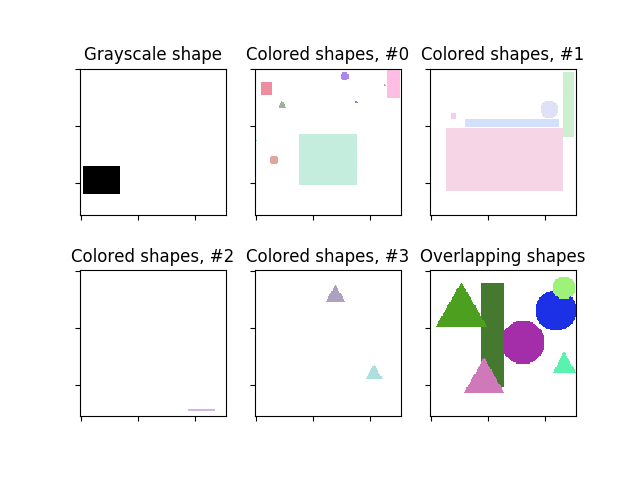 Grayscale shape
Colored shapes, #0
Colored shapes, #1
Colored shapes, #2
Colored shapes, #3
Overlapping shapes